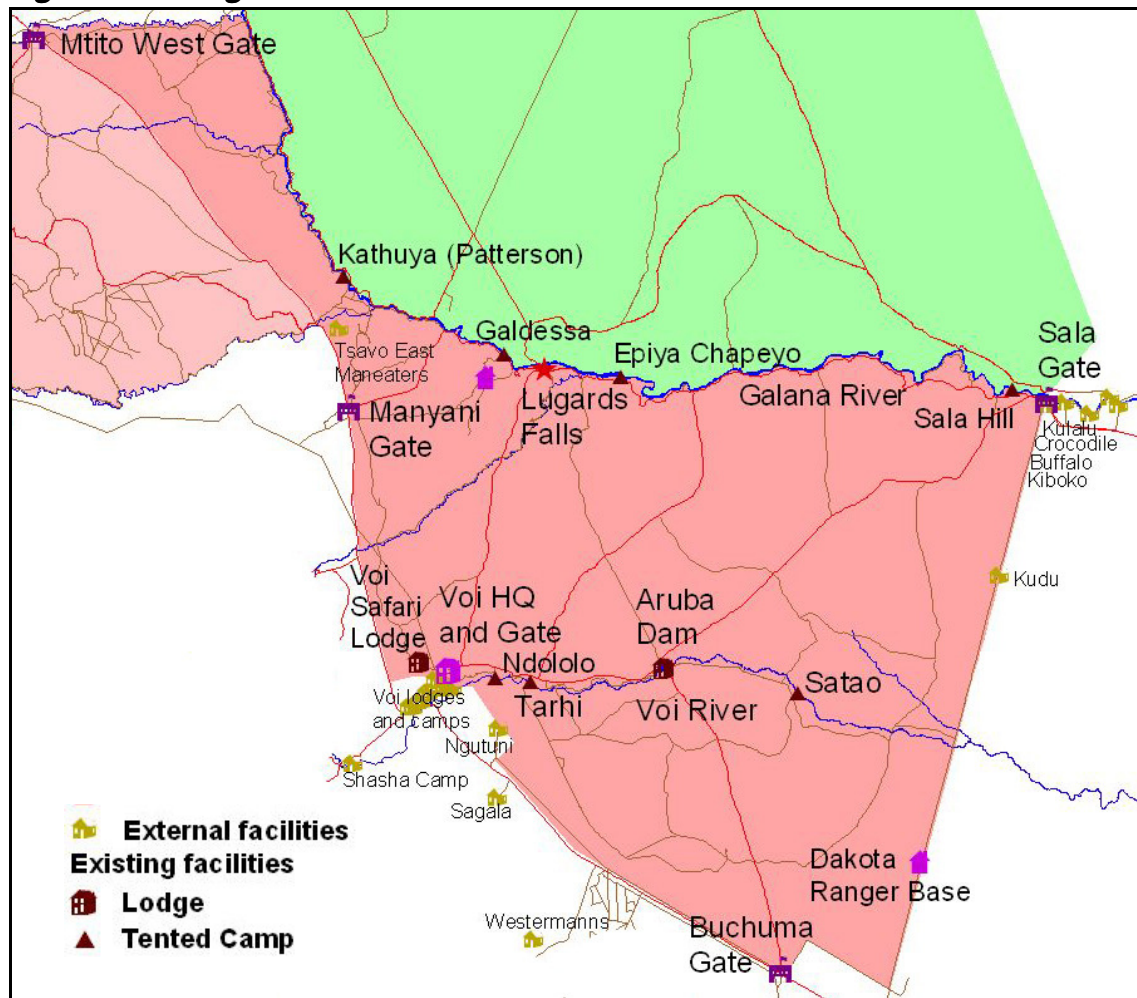 Mtito West Gate
Kathuya (Patterson)
Galdessa
Epiya Chapeyo
Sala
Gate
Tsavo East
Maneaters
Manyani
Gate
Lugards
Falls
Galana River
Sala Hill
Kulalu
Crocodile
Buffalo
Kiboko
Voi
Safari
Lodge
Voi HQ
and Gate
Aruba
Dam
Kudu
Ndololo
Tarhi
Voi River
Satao
Voi lodges
and camps
Ngutuni
Shasha Camp
Sagala
External facilities
Existing facilities
Lodge
Tented Camp
Dakota
Ranger Base
Westermanns
Buchuma
Gate